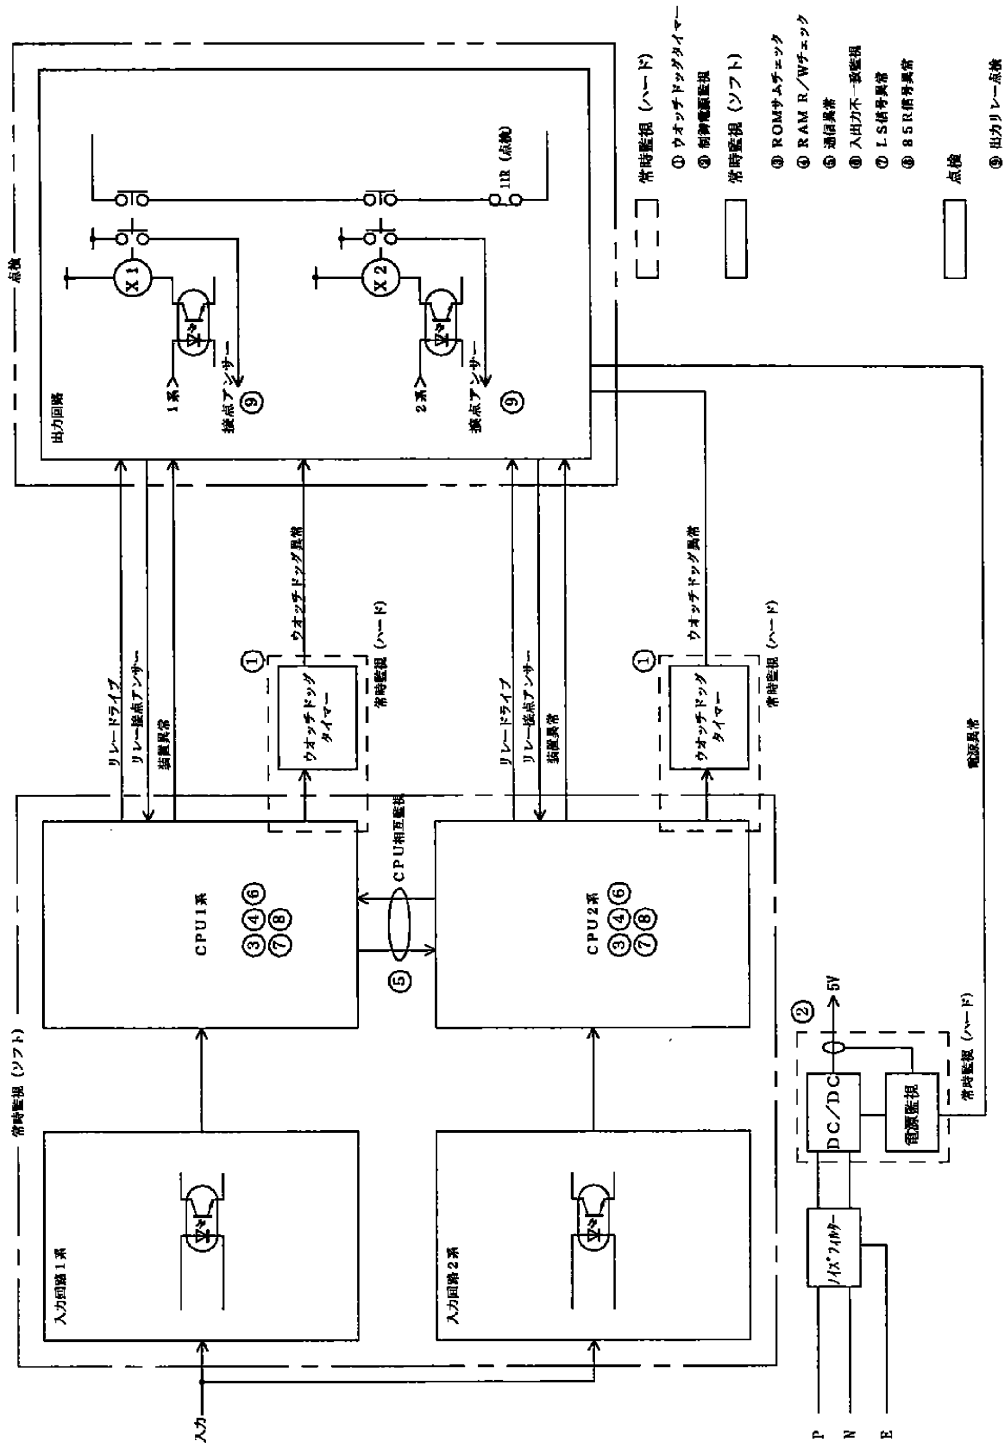 常時監視 (ソフト)
点検
入力
入力回路1系
CPU1系
③④⑥
⑦⑧
リレードライブ
リレー接点アンサー
装置異常
①
ウオッチドッグ
タイマー
常時監視 (ハード)
ウオッチドッグ異常
⑤
CPU相互監視
入力回路2系
CPU2系
③④⑥
⑦⑧
リレードライブ
リレー接点アンサー
装置異常
①
ウオッチドッグ
タイマー
常時監視 (ハード)
ウオッチドッグ異常
出力回路
X1
1系
接点アンサー
⑨
X2
2系
接点アンサー
⑨
11R (点検)
P
N
E
ノイズフィルター
DC/DC
電源監視
②
5V
常時監視 (ハード)
電源異常
常時監視 (ハード)
① ウオッチドッグタイマー
② 制御電源監視
常時監視 (ソフト)
③ ROMサムチェック
④ RAM R/Wチェック
⑤ 通信異常
⑥ 入出力不一致監視
⑦ LS信号異常
⑧ 85R信号異常
点検
⑨ 出力リレー点検